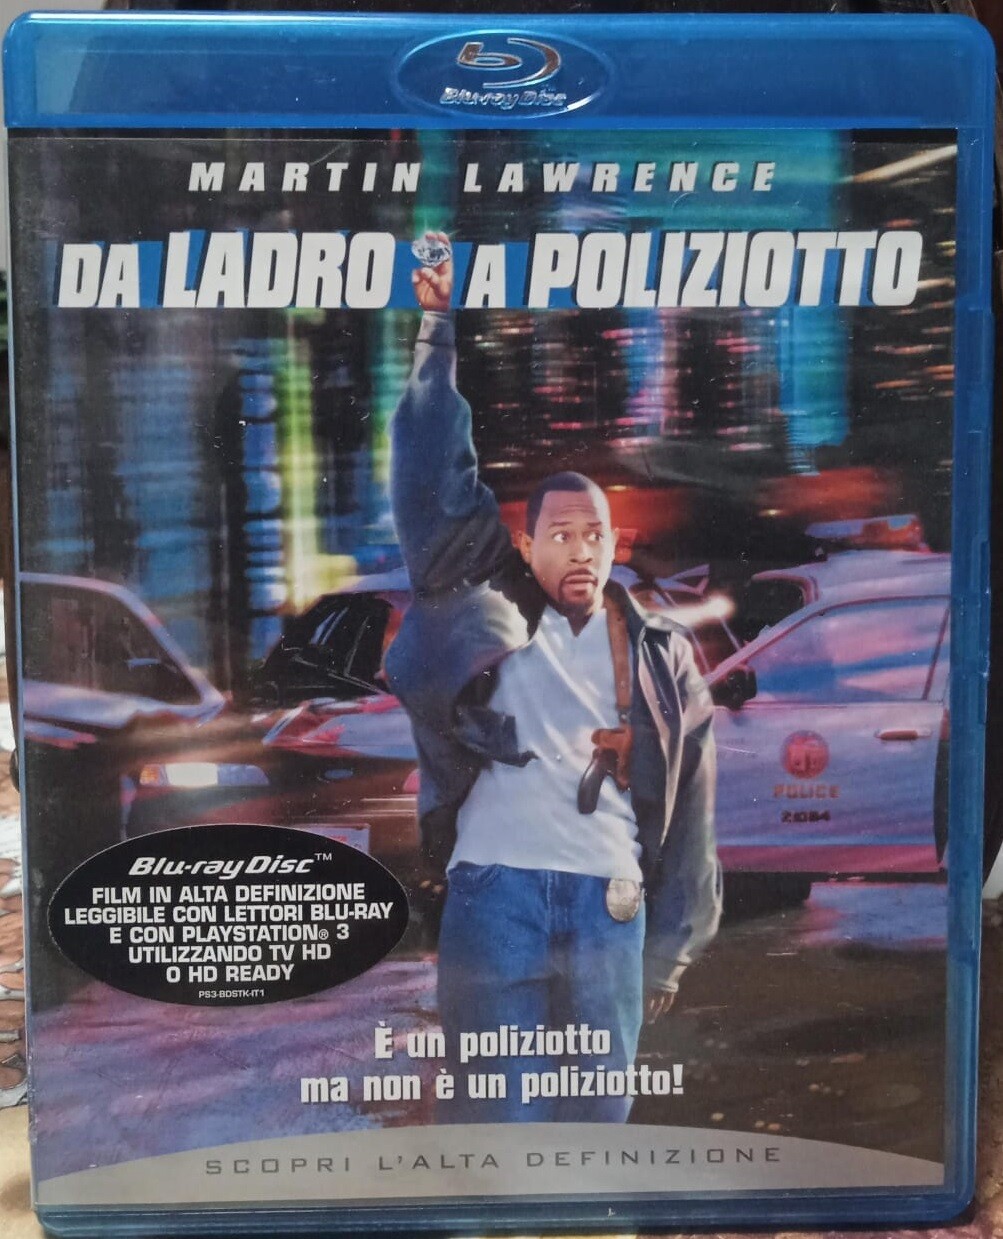 Blu-ray Disc
MARTIN LAWRENCE
DA LADRO A POLIZIOTTO
POLICE
Blu-ray Disc™
FILM IN ALTA DEFINIZIONE
LEGGIBILE CON LETTORI BLU-RAY
E CON PLAYSTATION® 3
UTILIZZANDO TV HD
O HD READY
PS3-BDSTK-IT1
È un poliziotto
ma non è un poliziotto!
SCOPRI L'ALTA DEFINIZIONE